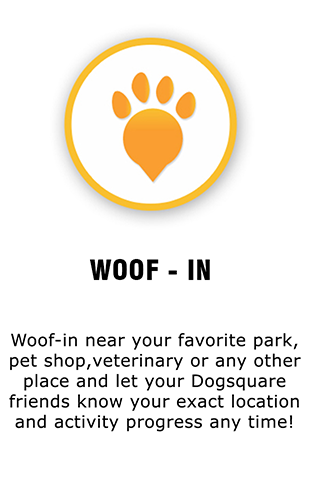 WOOF - IN
Woof-in near your favorite park,
pet shop,veterinary or any other
place and let your Dogsquare
friends know your exact location
and activity progress any time!